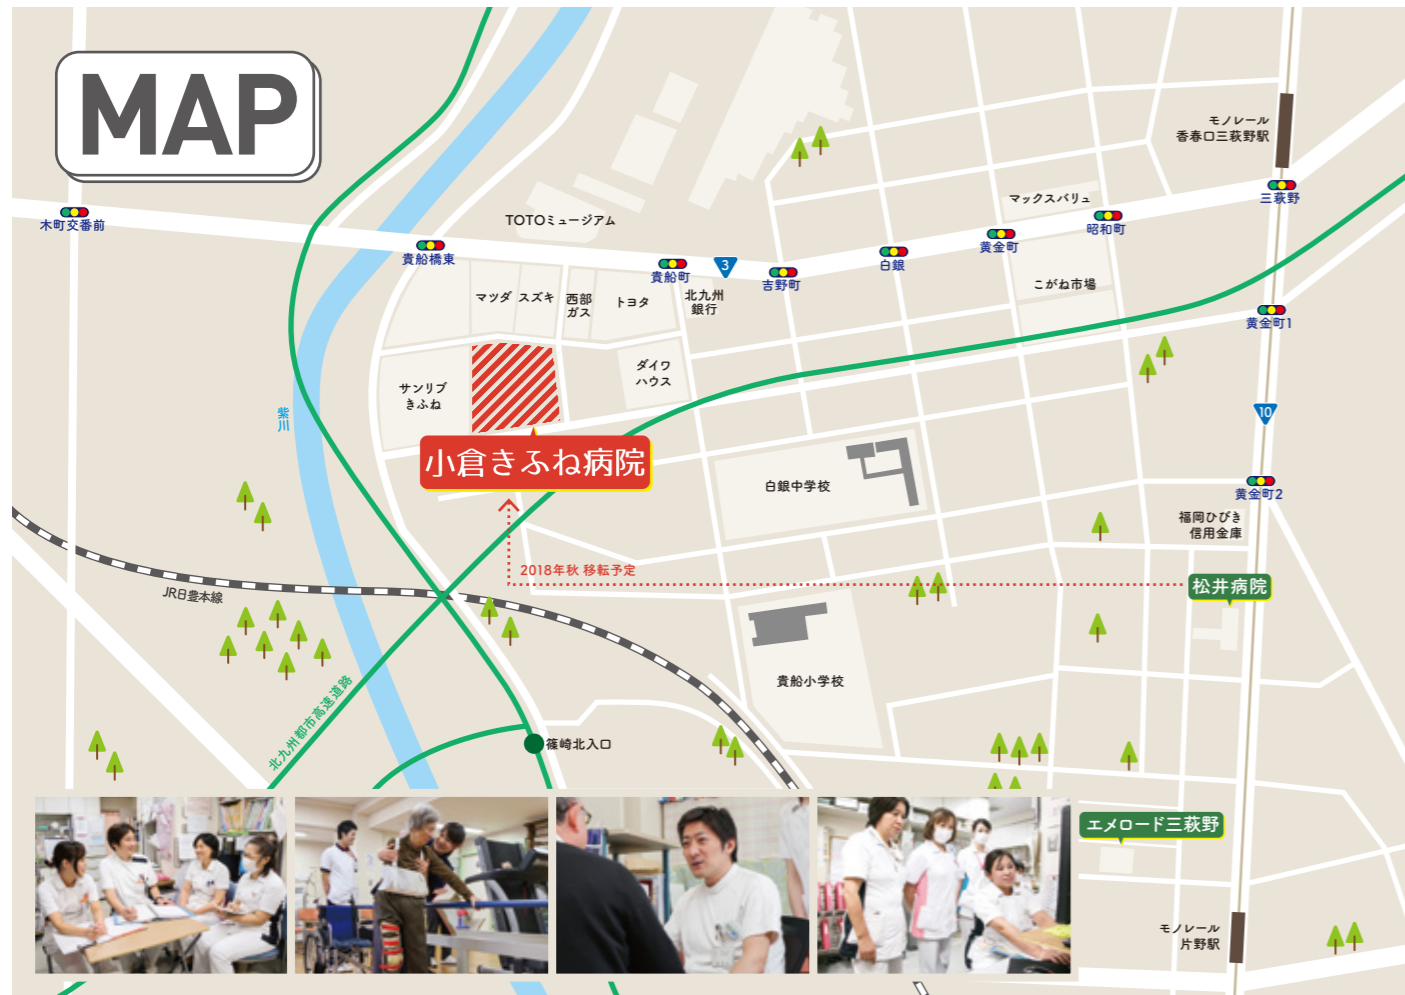 MAP
モノレール
香春口三萩野駅
三萩野
マックスバリュ
昭和町
黄金町
白銀
TOTOミュージアム
木町交番前
貴船橋東
貴船町
3
吉野町
マツダ
スズキ
西部
ガス
トヨタ
北九州
銀行
こがね市場
黄金町1
サンリブ
きふね
ダイワ
ハウス
紫川
10
小倉きふね病院
白銀中学校
黄金町2
福岡ひびき
信用金庫
2018年秋 移転予定
松井病院
JR日豊本線
貴船小学校
北九州都市高速道路
篠崎北入口
エメロード三萩野
モノレール
片野駅